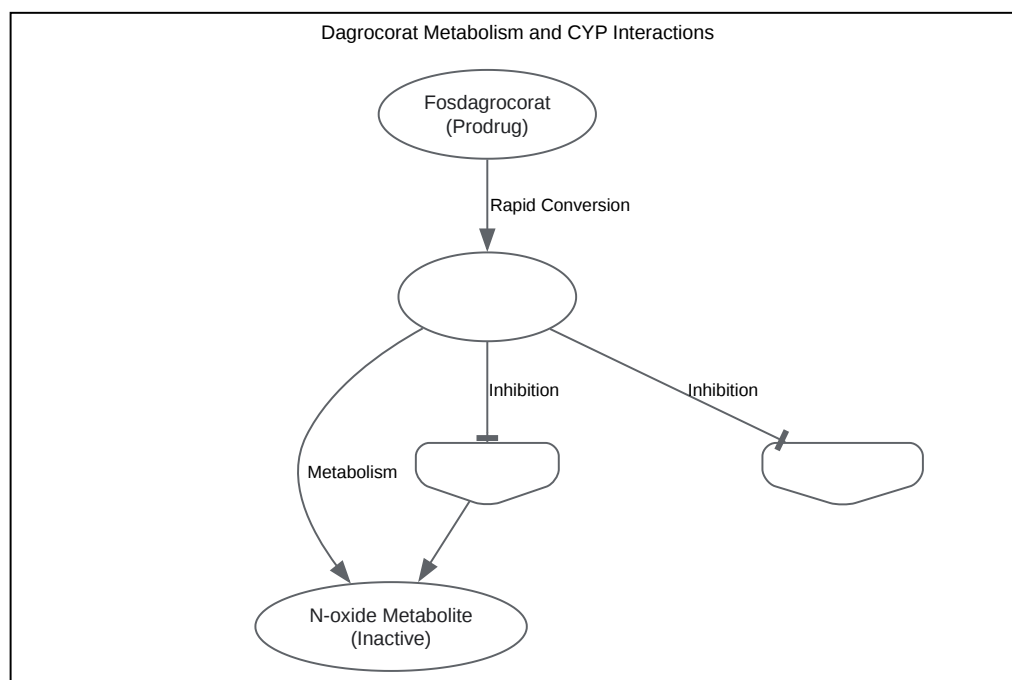 Dagrocorat Metabolism and CYP Interactions
Fosdagrocorat
(Prodrug)
Rapid Conversion
Inhibition
Inhibition
Metabolism
N-oxide Metabolite
(Inactive)